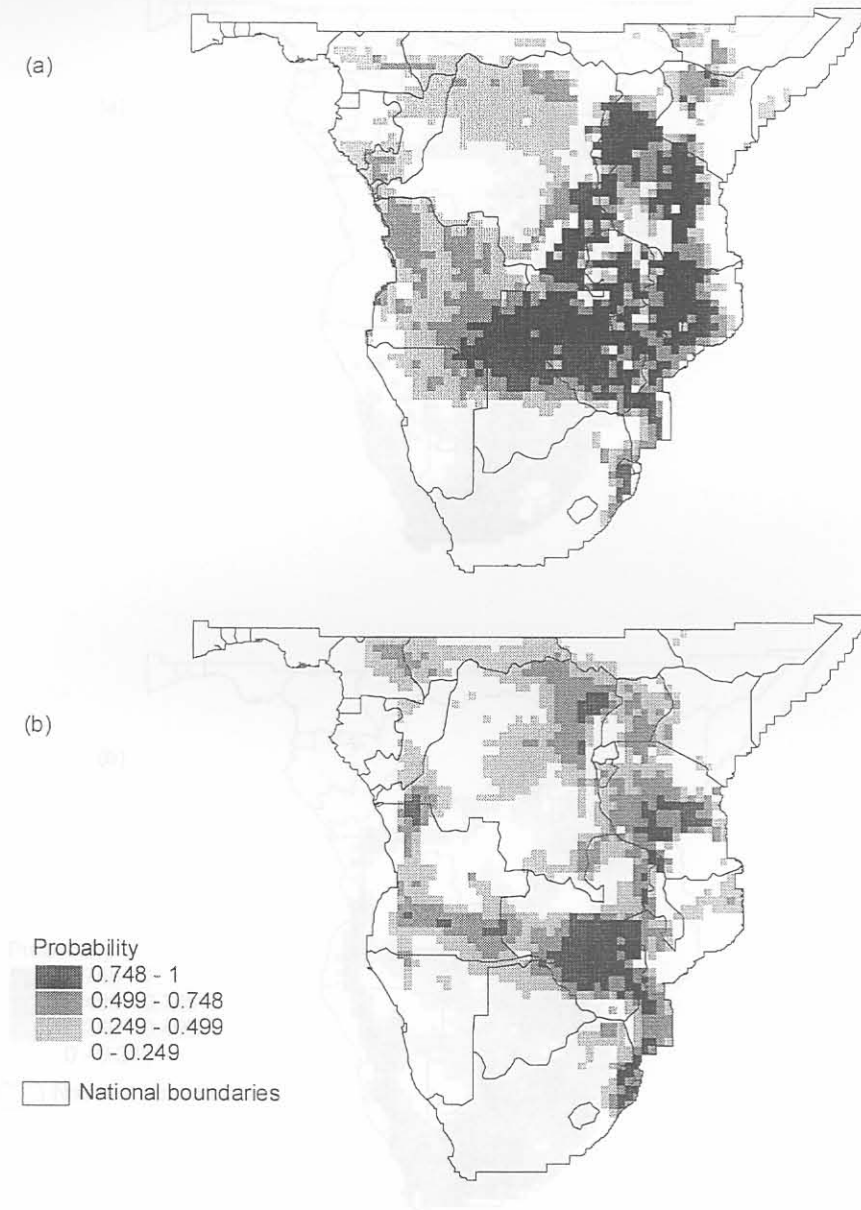 (a)
(b)
Probability
0.748 - 1
0.499 - 0.748
0.249 - 0.499
0 - 0.249
National boundaries